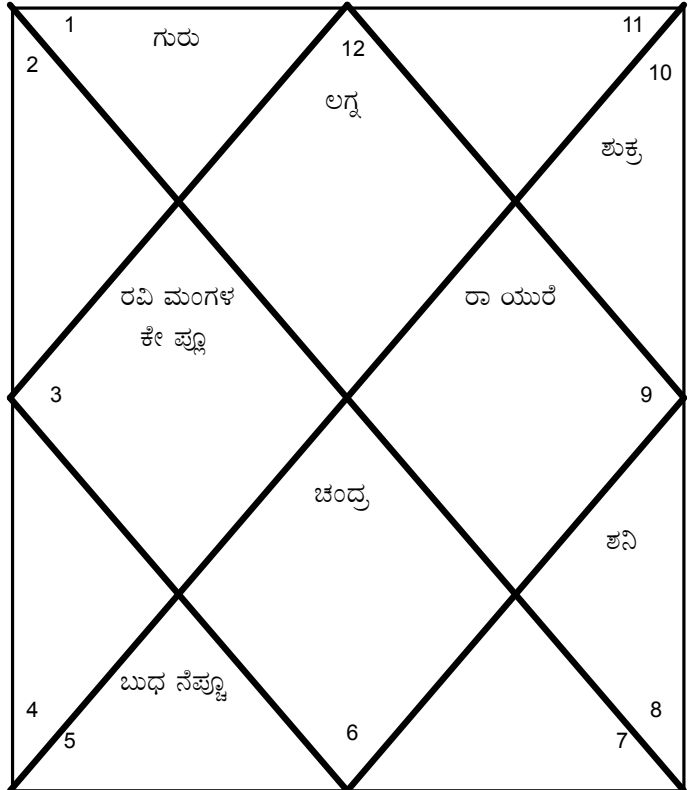 1 ಗುರು 12 11
2 10
ಲಗ್ನ
ಶುಕ್ರ
ರವಿ ಮಂಗಳ ರಾ ಯುರೆ
ಕೇ ಪ್ಲೂ
3 9
ಚಂದ್ರ
ಶನಿ
ಬುಧ ನೆಪ್ಚೂ
4 8
5 6 7